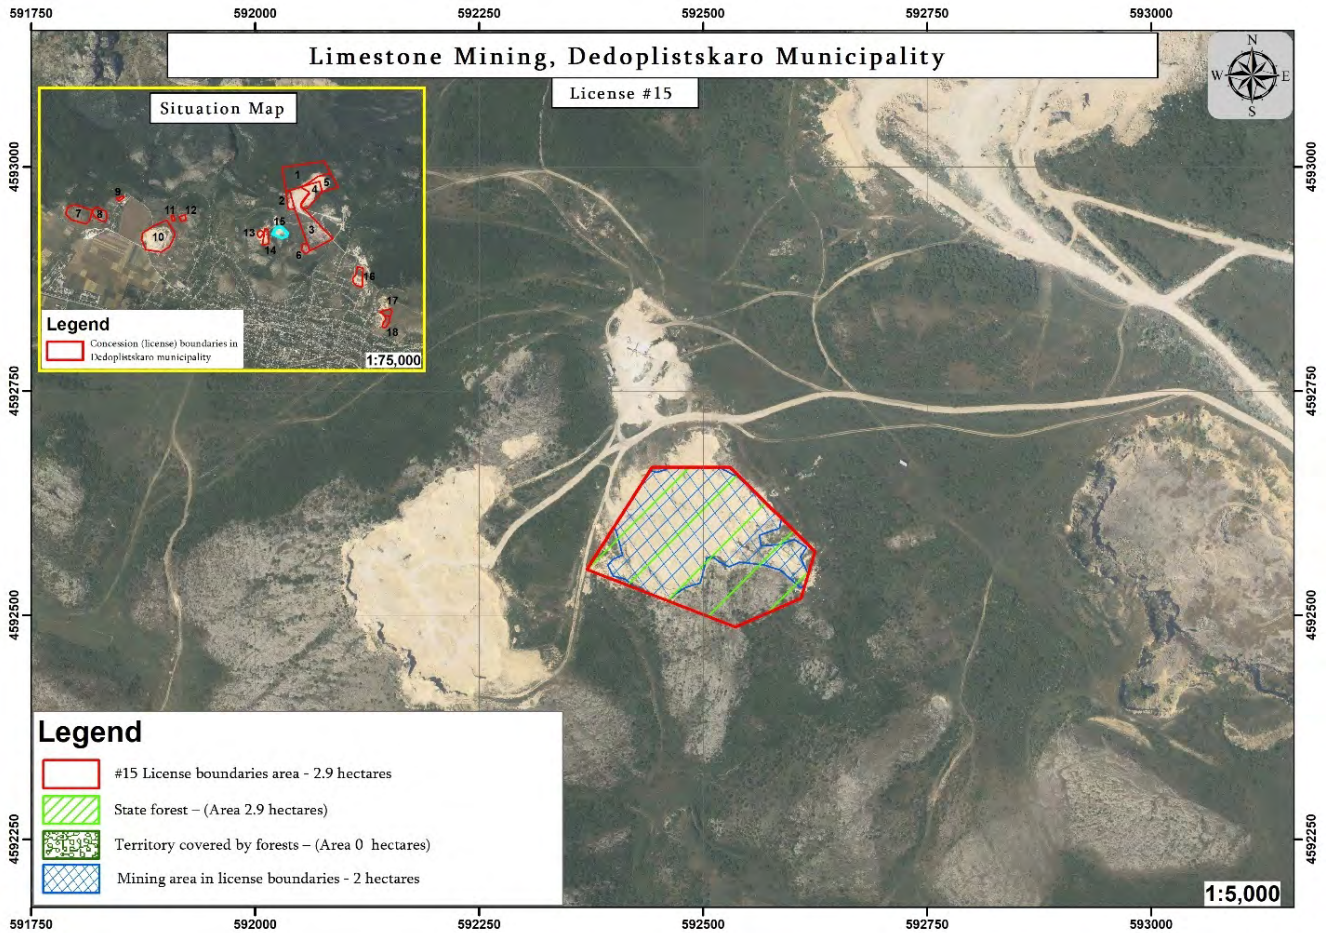 591750 592000 592250 592500 592750 593000
Limestone Mining, Dedoplistskaro Municipality
License #15
N
W E
S
Situation Map
1
5
4
2
3
9
7 8
11 12
10
13 15
14
6
16
17
18
Legend
Concession (license) boundaries in
Dedoplistskaro municipality
1:75,000
4593000 4593000
4592750 4592750
4592500 4592500
4592250 4592250
Legend
#15 License boundaries area - 2.9 hectares
State forest – (Area 2.9 hectares)
Territory covered by forests – (Area 0 hectares)
Mining area in license boundaries - 2 hectares
1:5,000
591750 592000 592250 592500 592750 593000